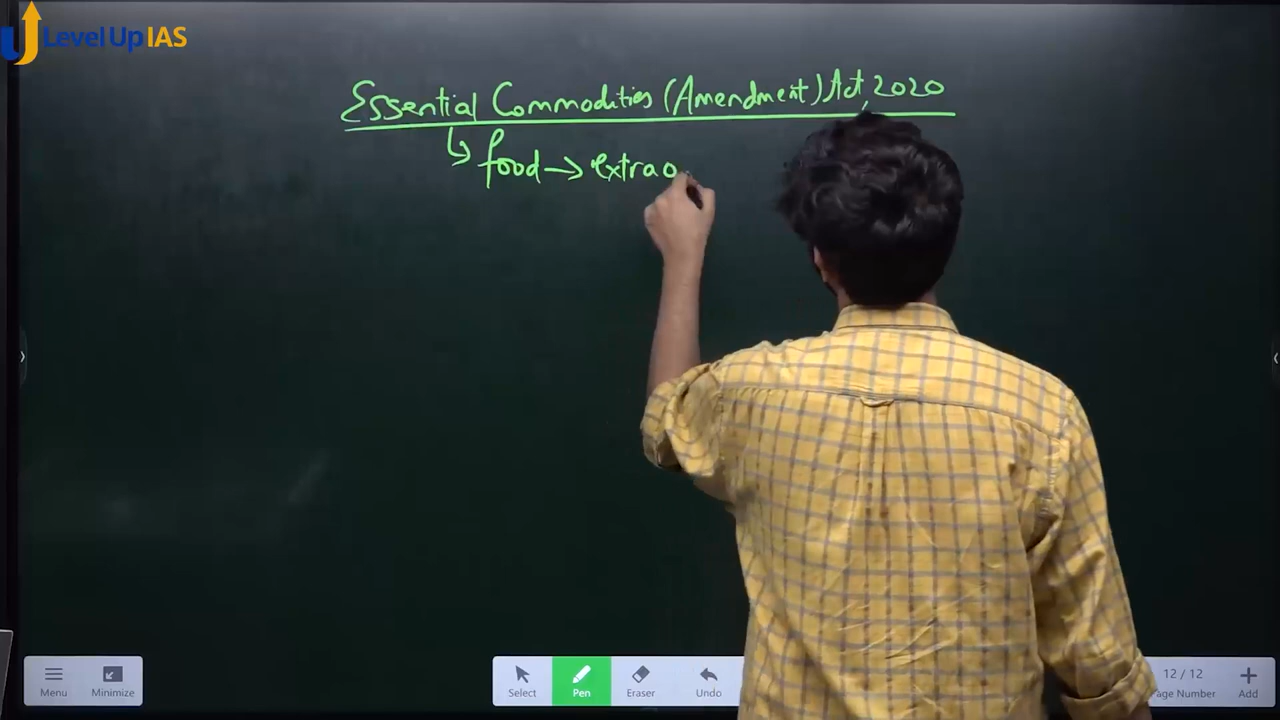 Level Up IAS
Essential Commodities (Amendment) Act, 2020
↳ food → extrao
Menu
Minimize
Select
Pen
Eraser
Undo
12 / 12
Page Number
Add